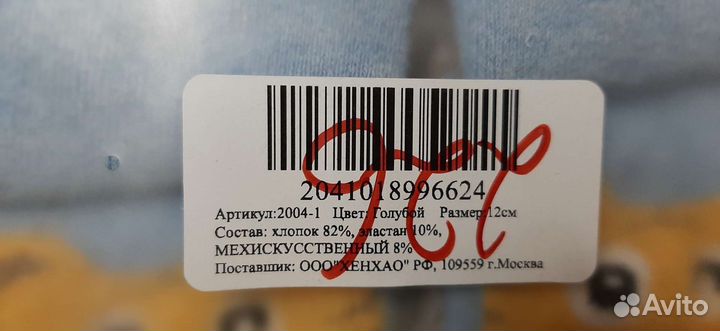 2041018996624
Артикул:2004-1 Цвет: Голубой Размер:12см
Состав: хлопок 82%, эластан 10%,
МЕХИСКУССТВЕННЫЙ 8%
Поставщик: ООО"ХЕНХАО" РФ, 109559 г.Москва
Avito